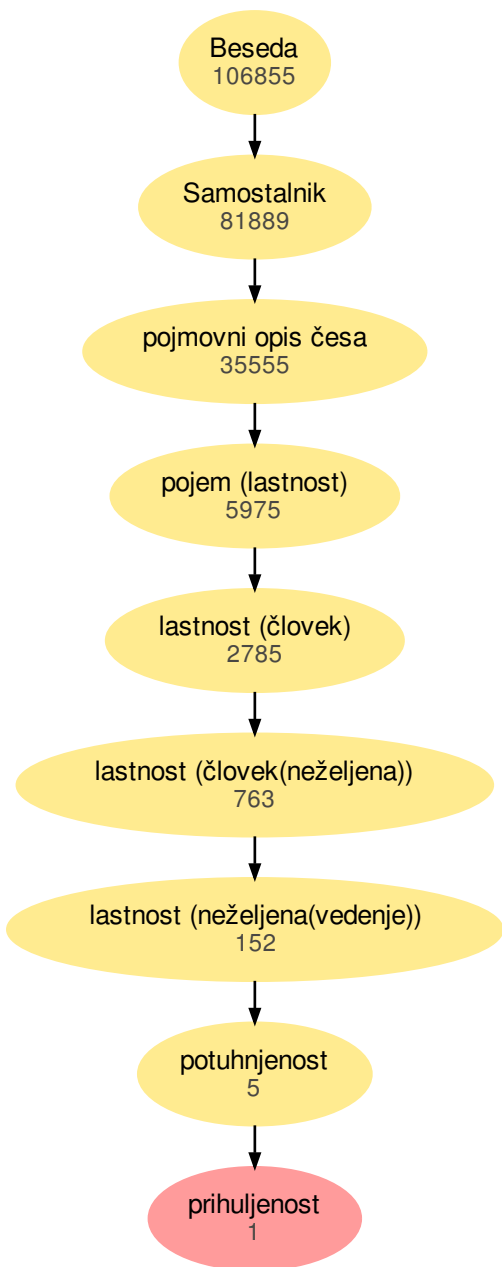 Beseda
106855
Samostalnik
81889
pojmovni opis česa
35555
pojem (lastnost)
5975
lastnost (človek)
2785
lastnost (človek(neželjena))
763
lastnost (neželjena(vedenje))
152
potuhnjenost
5
prihuljenost
1